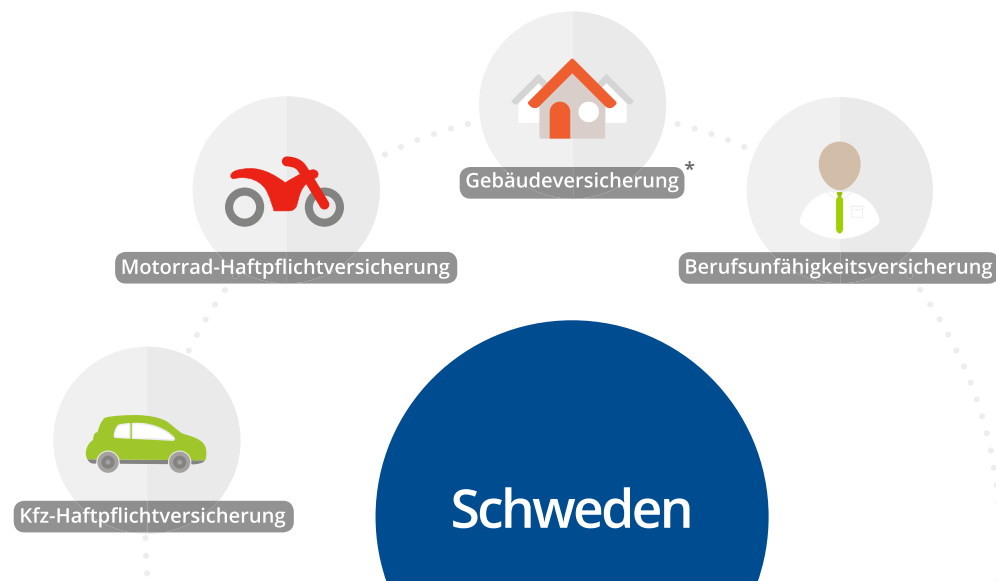 Gebäudeversicherung*
Motorrad-Haftpflichtversicherung
Berufsunfähigkeitsversicherung
Kfz-Haftpflichtversicherung
Schweden